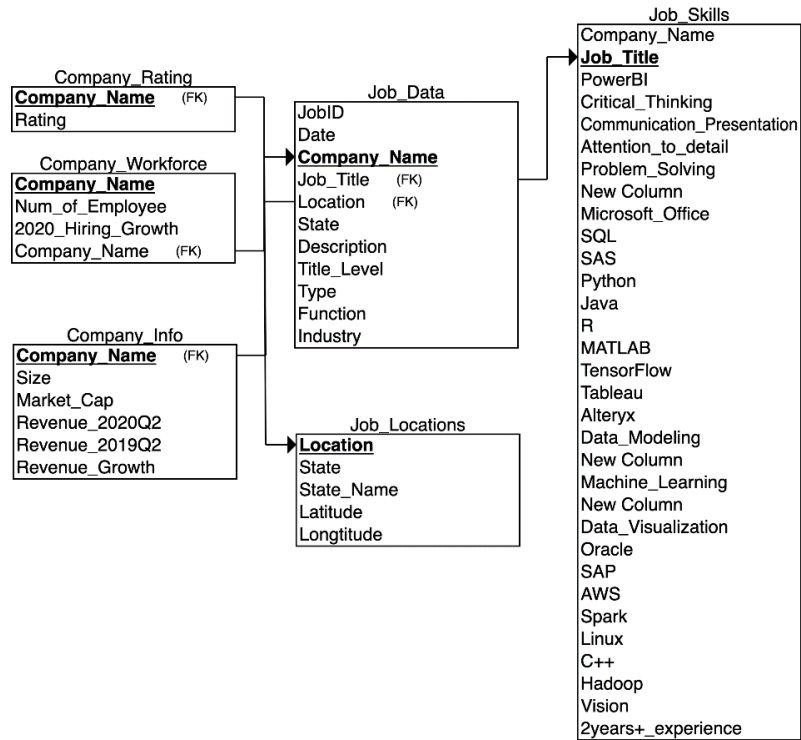 Company_Rating
Company_Name (FK)
Rating
Company_Workforce
Company_Name
Num_of_Employee
2020_Hiring_Growth
Company_Name (FK)
Company_Info
Company_Name (FK)
Size
Market_Cap
Revenue_2020Q2
Revenue_2019Q2
Revenue_Growth
Job_Data
JobID
Date
Company_Name
Job_Title (FK)
Location (FK)
State
Description
Title_Level
Type
Function
Industry
Job_Locations
Location
State
State_Name
Latitude
Longtitude
Job_Skills
Company_Name
Job_Title
PowerBI
Critical_Thinking
Communication_Presentation
Attention_to_detail
Problem_Solving
New Column
Microsoft_Office
SQL
SAS
Python
Java
R
MATLAB
TensorFlow
Tableau
Alteryx
Data_Modeling
New Column
Machine_Learning
New Column
Data_Visualization
Oracle
SAP
AWS
Spark
Linux
C++
Hadoop
Vision
2years+_experience